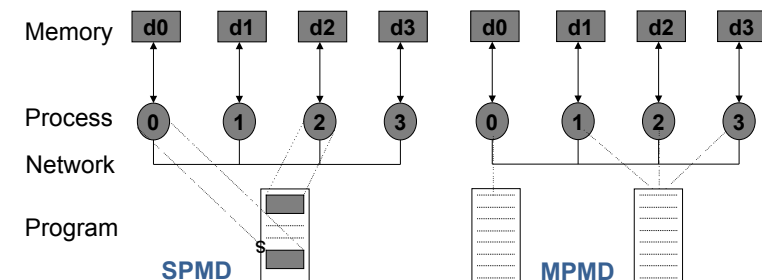 Memory d0 d1 d2 d3 d0 d1 d2 d3
Process 0 1 2 3 0 1 2 3
Network
Program
s
SPMD MPMD